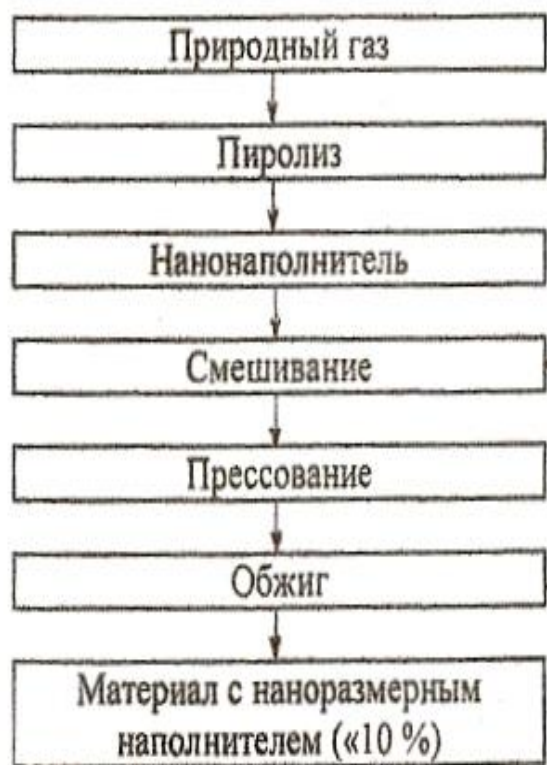 Природный газ
Пиролиз
Нанонаполнитель
Смешивание
Прессование
Обжиг
Материал с наноразмерным
наполнителем («10 %)